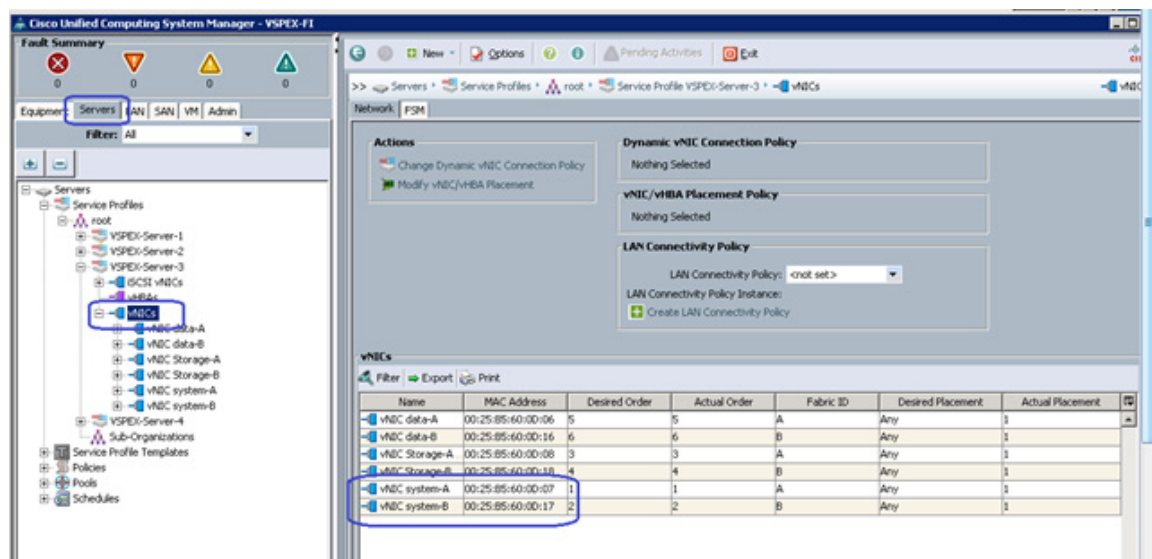 Cisco Unified Computing System Manager - VSPEX-FI
Fault Summary
0 0 0 0
New Options Pending Activities Exit
>> Servers Service Profiles root Service Profile VSPEX-Server-3 vNICs
Equipment Servers LAN SAN VM Admin
Filter: All
Servers
Service Profiles
root
VSPEX-Server-1
VSPEX-Server-2
VSPEX-Server-3
iSCSI vNICs
vHBAs
vNICs
vNIC data-A
vNIC data-B
vNIC Storage-A
vNIC Storage-B
vNIC system-A
vNIC system-B
VSPEX-Server-4
Sub-Organizations
Service Profile Templates
Policies
Pools
Schedules
Network FSM
Actions
Change Dynamic vNIC Connection Policy
Modify vNIC/vHBA Placement
Dynamic vNIC Connection Policy
Nothing Selected
vNIC/vHBA Placement Policy
Nothing Selected
LAN Connectivity Policy
LAN Connectivity Policy: <not set>
LAN Connectivity Policy Instance:
Create LAN Connectivity Policy
vNICs
Filter Export Print
Name MAC Address Desired Order Actual Order Fabric ID Desired Placement Actual Placement
vNIC data-A 00:25:B5:60:0D:06 5 5 A Any 1
vNIC data-B 00:25:B5:60:0D:16 6 6 B Any 1
vNIC Storage-A 00:25:B5:60:0D:08 3 3 A Any 1
vNIC Storage-B 00:25:B5:60:0D:18 4 4 B Any 1
vNIC system-A 00:25:B5:60:0D:07 1 1 A Any 1
vNIC system-B 00:25:B5:60:0D:17 2 2 B Any 1